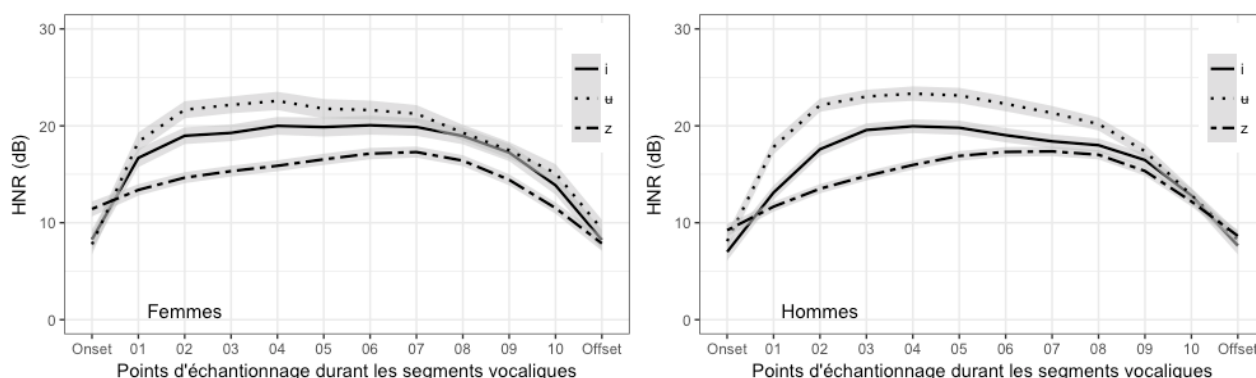 HNR (dB)
30
20
10
0
i
ʉ
z
Femmes
Onset 01 02 03 04 05 06 07 08 09 10 Offset
Points d'échantionnage durant les segments vocaliques
HNR (dB)
30
20
10
0
i
ʉ
z
Hommes
Onset 01 02 03 04 05 06 07 08 09 10 Offset
Points d'échantionnage durant les segments vocaliques